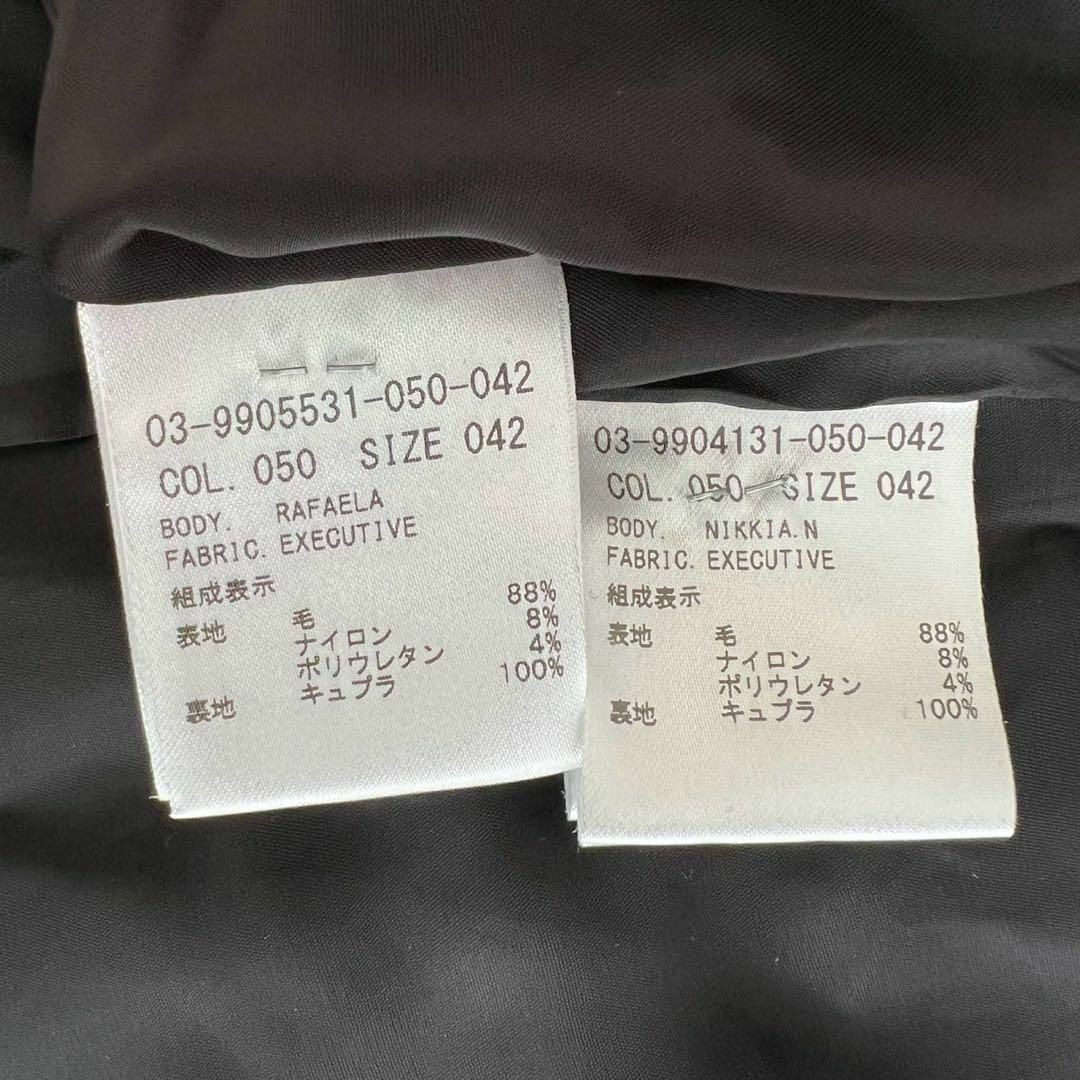 03-9905531-050-042
COL. 050 SIZE 042
BODY. RAFAELA
FABRIC. EXECUTIVE
組成表示
表地 毛 88%
ナイロン 8%
ポリウレタン 4%
裏地 キュプラ 100%
03-9904131-050-042
COL. 050 SIZE 042
BODY. NIKKIA.N
FABRIC. EXECUTIVE
組成表示
表地 毛 88%
ナイロン 8%
ポリウレタン 4%
裏地 キュプラ 100%